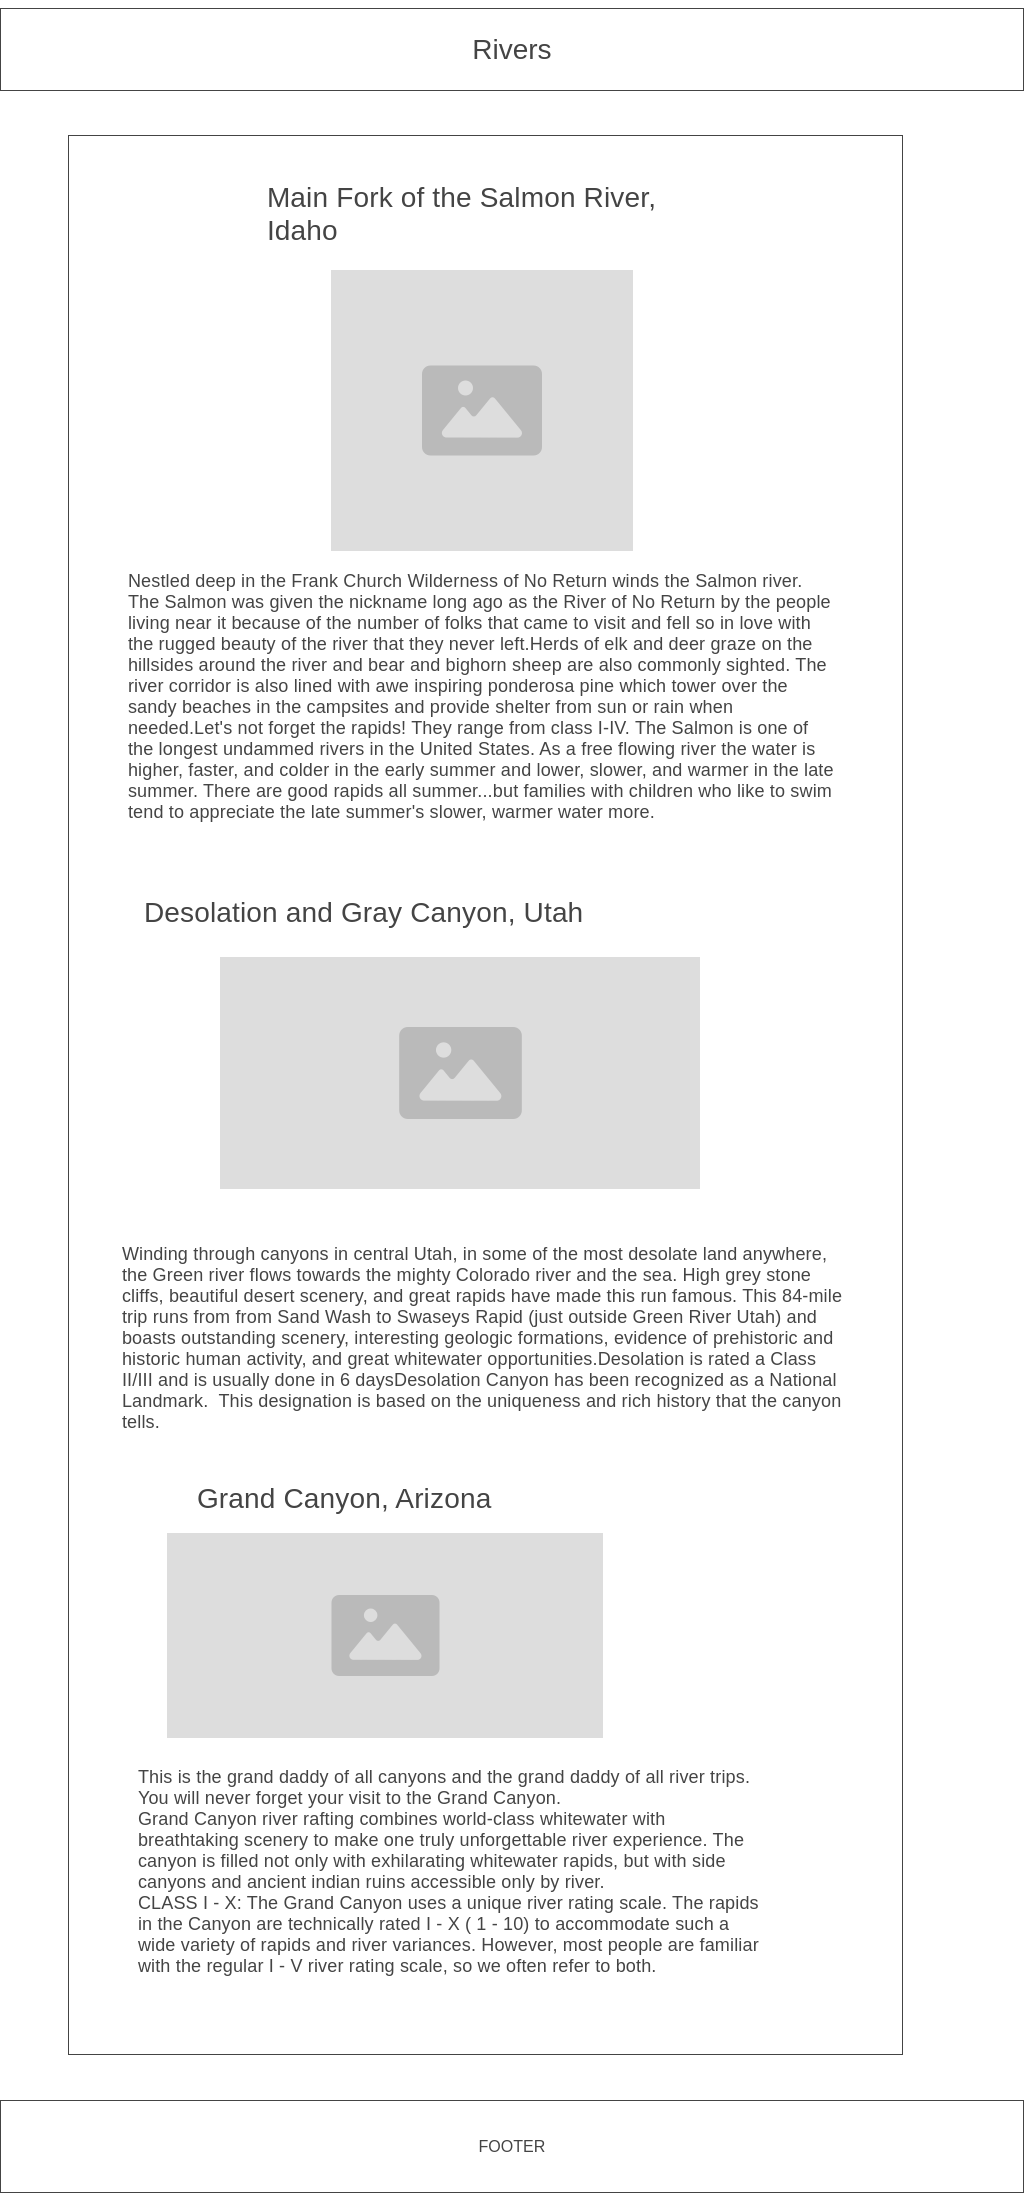 Rivers
Main Fork of the Salmon River,
Idaho
Nestled deep in the Frank Church Wilderness of No Return winds the Salmon river.
The Salmon was given the nickname long ago as the River of No Return by the people
living near it because of the number of folks that came to visit and fell so in love with
the rugged beauty of the river that they never left.Herds of elk and deer graze on the
hillsides around the river and bear and bighorn sheep are also commonly sighted. The
river corridor is also lined with awe inspiring ponderosa pine which tower over the
sandy beaches in the campsites and provide shelter from sun or rain when
needed.Let's not forget the rapids! They range from class I-IV. The Salmon is one of
the longest undammed rivers in the United States. As a free flowing river the water is
higher, faster, and colder in the early summer and lower, slower, and warmer in the late
summer. There are good rapids all summer...but families with children who like to swim
tend to appreciate the late summer's slower, warmer water more.
Desolation and Gray Canyon, Utah
Winding through canyons in central Utah, in some of the most desolate land anywhere,
the Green river flows towards the mighty Colorado river and the sea. High grey stone
cliffs, beautiful desert scenery, and great rapids have made this run famous. This 84-mile
trip runs from from Sand Wash to Swaseys Rapid (just outside Green River Utah) and
boasts outstanding scenery, interesting geologic formations, evidence of prehistoric and
historic human activity, and great whitewater opportunities.Desolation is rated a Class
II/III and is usually done in 6 daysDesolation Canyon has been recognized as a National
Landmark.  This designation is based on the uniqueness and rich history that the canyon
tells.
Grand Canyon, Arizona
This is the grand daddy of all canyons and the grand daddy of all river trips.
You will never forget your visit to the Grand Canyon.
Grand Canyon river rafting combines world-class whitewater with
breathtaking scenery to make one truly unforgettable river experience. The
canyon is filled not only with exhilarating whitewater rapids, but with side
canyons and ancient indian ruins accessible only by river.
CLASS I - X: The Grand Canyon uses a unique river rating scale. The rapids
in the Canyon are technically rated I - X ( 1 - 10) to accommodate such a
wide variety of rapids and river variances. However, most people are familiar
with the regular I - V river rating scale, so we often refer to both.
FOOTER